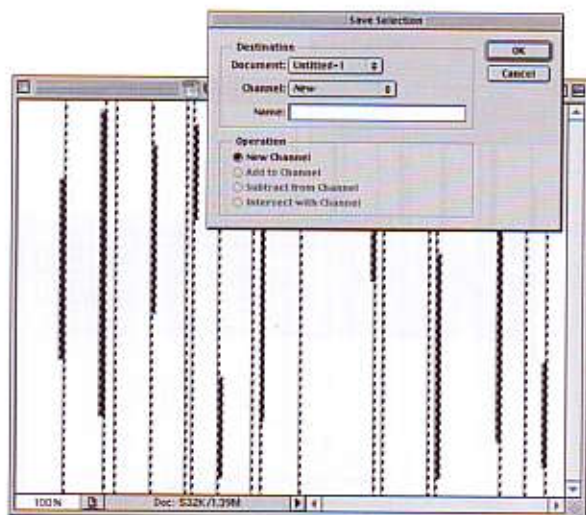 Save Selection
Destination
Document: Untitled-1
Channel: New
Name:
OK
Cancel
Operation
New Channel
Add to Channel
Subtract from Channel
Intersect with Channel
100%
Doc: 532K/1.39M